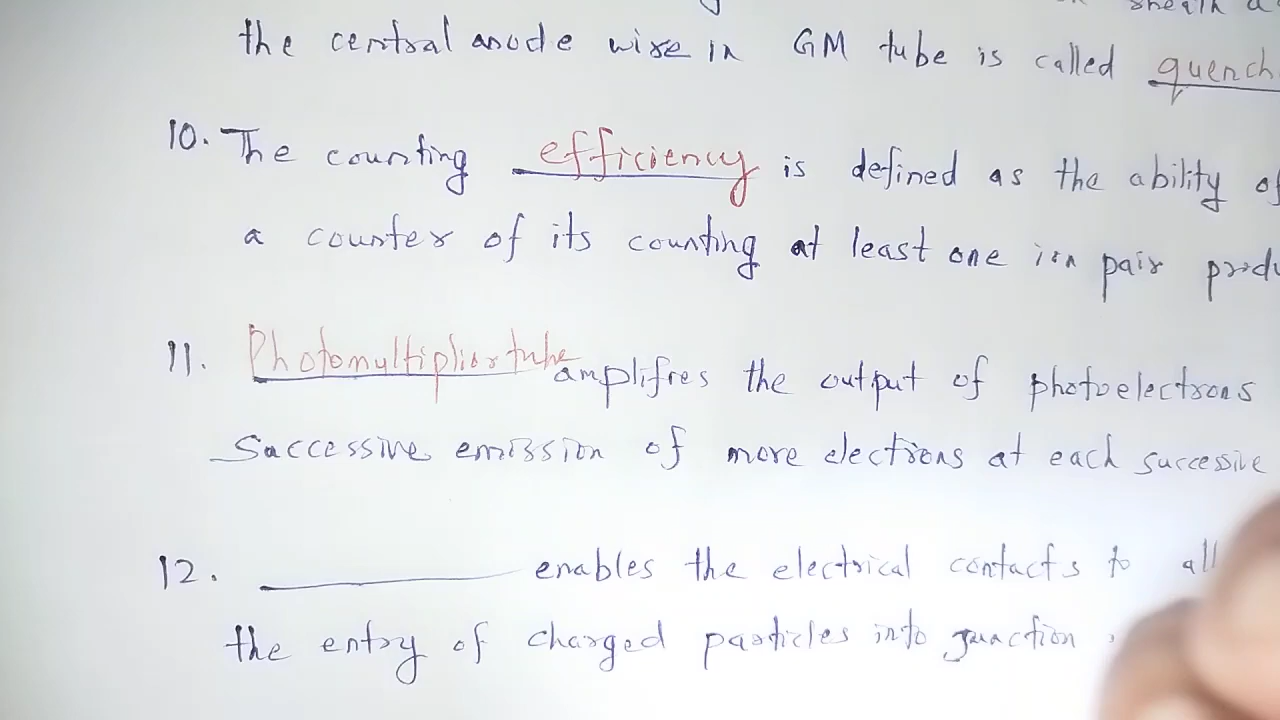 sheath a
the central anode wire in GM tube is called quench
10. The counting efficiency is defined as the ability of
a counter of its counting at least one ion pair produ
11. Photomultiplior tube amplifres the output of photoelectrons
Successive emission of more electrons at each successive
12. enables the electrical contacts to all
the entry of charged particles into junction